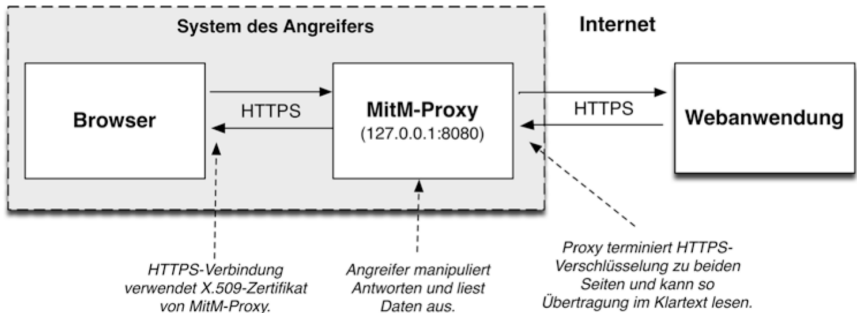 System des Angreifers
Internet
Browser
HTTPS
MitM-Proxy
(127.0.0.1:8080)
HTTPS
Webanwendung
HTTPS-Verbindung
verwendet X.509-Zertifikat
von MitM-Proxy.
Angreifer manipuliert
Antworten und liest
Daten aus.
Proxy terminiert HTTPS-
Verschlüsselung zu beiden
Seiten und kann so
Übertragung im Klartext lesen.